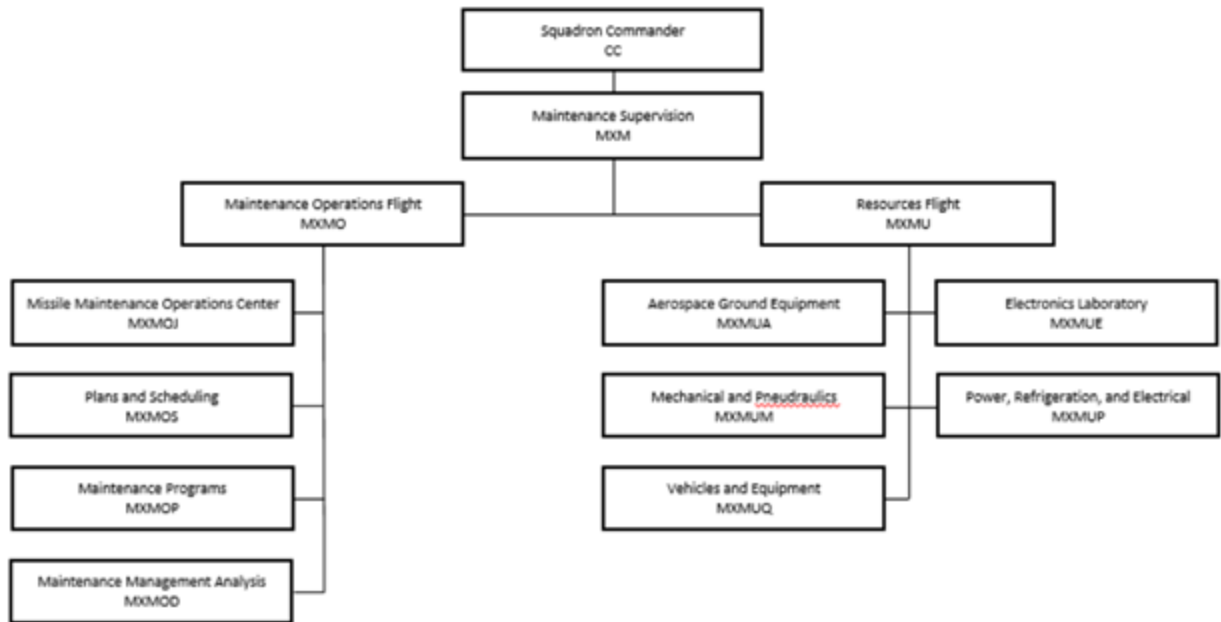 Squadron Commander
CC
Maintenance Supervision
MXM
Maintenance Operations Flight
MXMO
Resources Flight
MXMU
Missile Maintenance Operations Center
MXMOJ
Aerospace Ground Equipment
MXMUA
Electronics Laboratory
MXMUE
Plans and Scheduling
MXMOS
Mechanical and Pneudraulics
MXMUM
Power, Refrigeration, and Electrical
MXMUP
Maintenance Programs
MXMOP
Vehicles and Equipment
MXMUQ
Maintenance Management Analysis
MXMOD